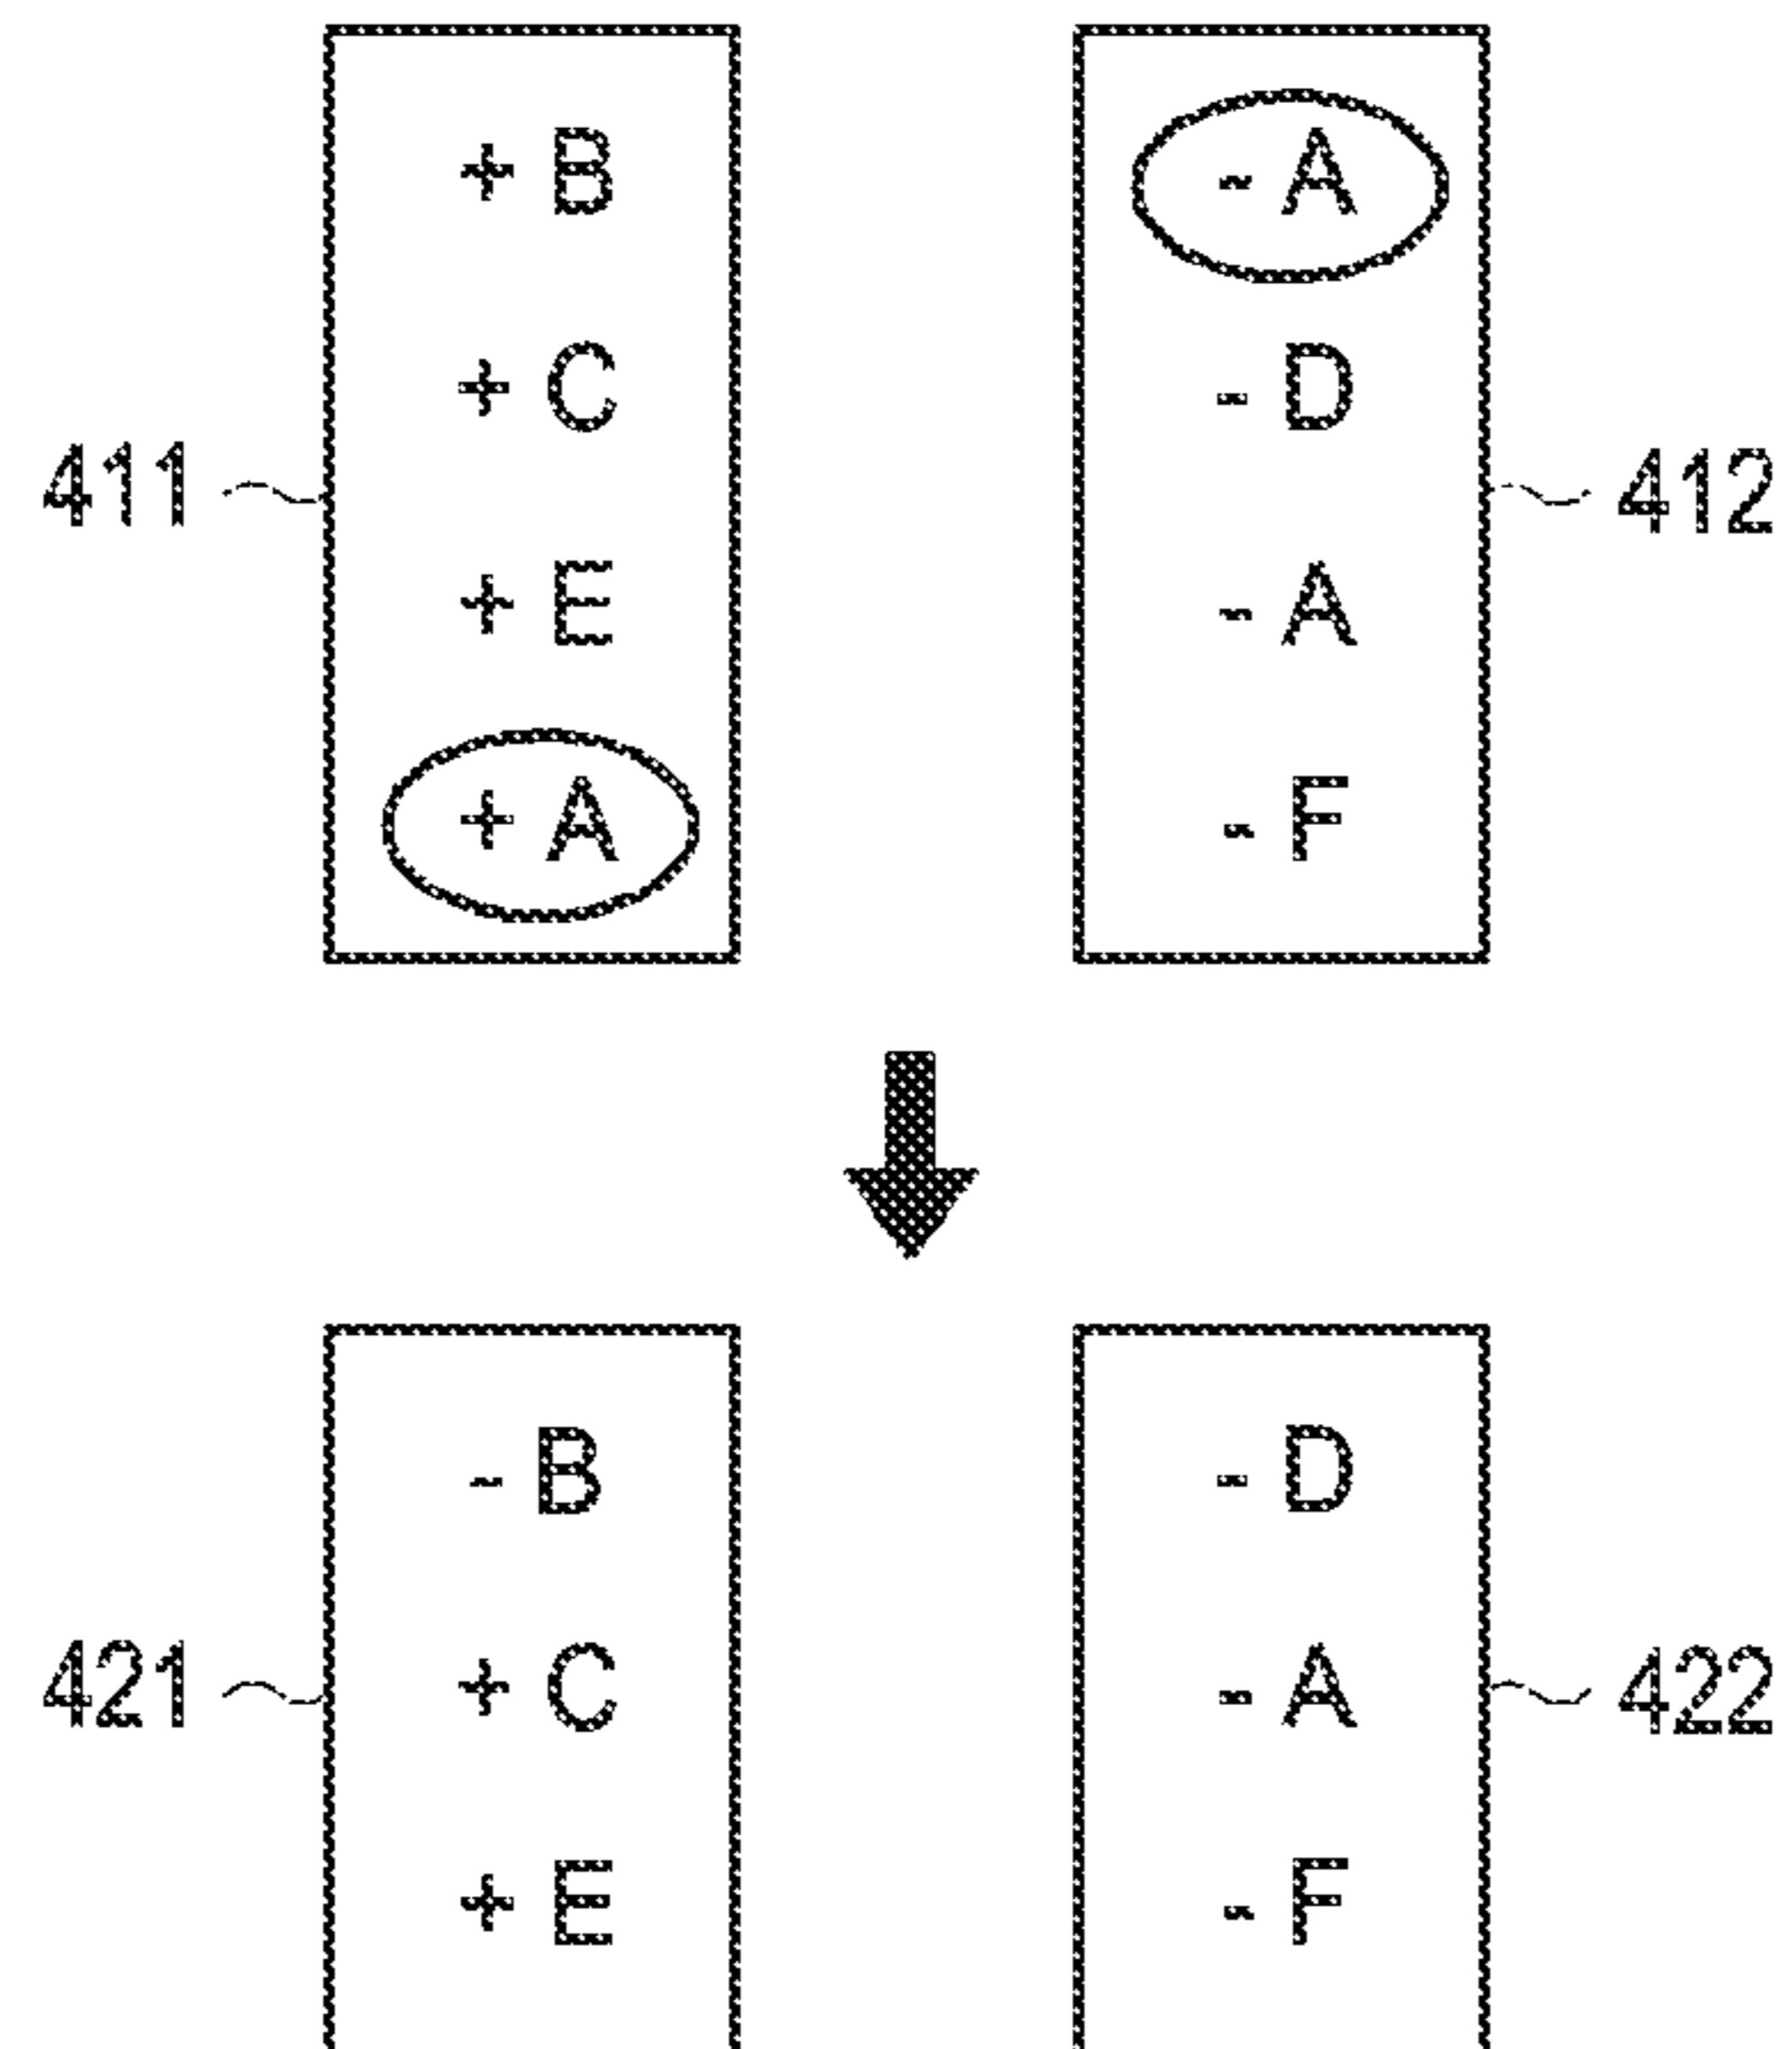 + B - A
+ C - D
411 412
+ E - A
+ A - F
- B - D
421 + C - A 422
+ E - F